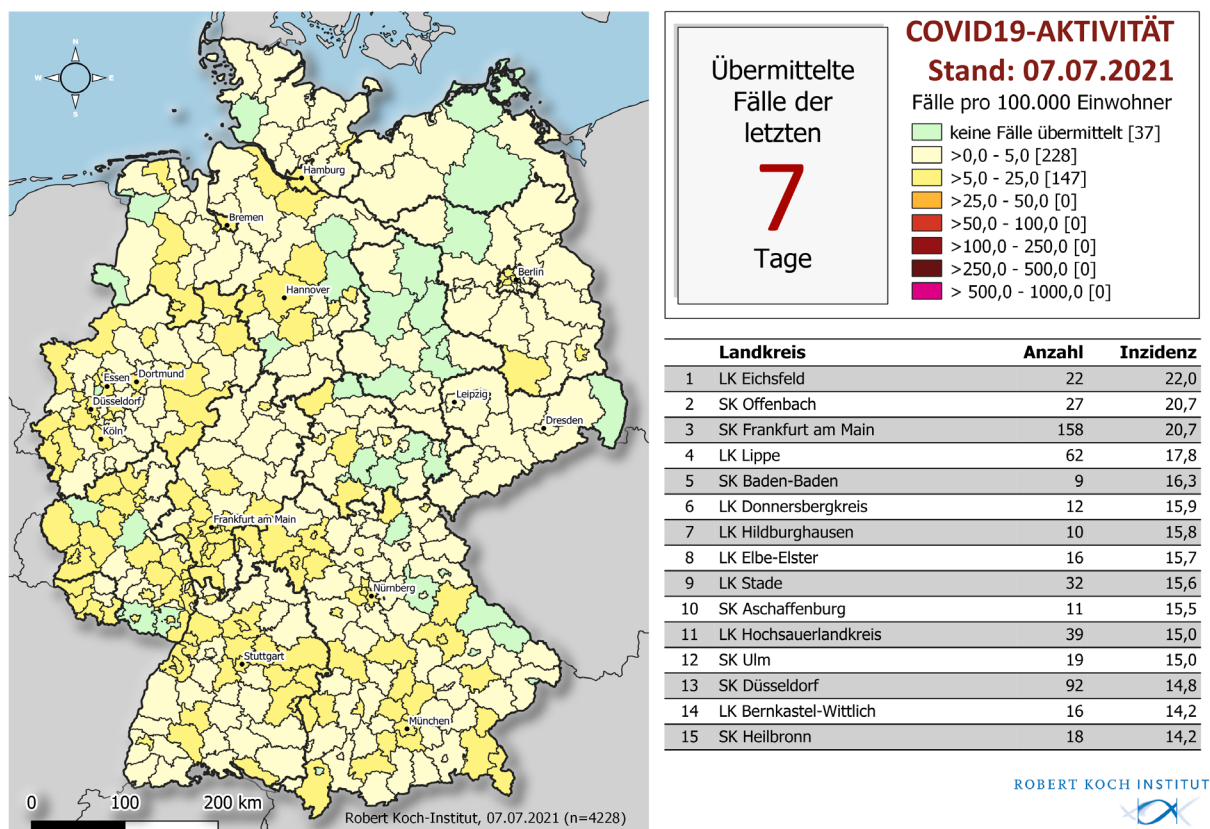 N
W
E
S
Hamburg
Bremen
Berlin
Hannover
Essen
Dortmund
Düsseldorf
Leipzig
Köln
Dresden
Frankfurt am Main
Nürnberg
Stuttgart
München
0 100 200 km
Robert Koch-Institut, 07.07.2021 (n=4228)
Übermittelte
Fälle der
letzten
7
Tage
COVID19-AKTIVITÄT
Stand: 07.07.2021
Fälle pro 100.000 Einwohner
keine Fälle übermittelt [37]
>0,0 - 5,0 [228]
>5,0 - 25,0 [147]
>25,0 - 50,0 [0]
>50,0 - 100,0 [0]
>100,0 - 250,0 [0]
>250,0 - 500,0 [0]
> 500,0 - 1000,0 [0]
Landkreis Anzahl Inzidenz
1 LK Eichsfeld 22 22,0
2 SK Offenbach 27 20,7
3 SK Frankfurt am Main 158 20,7
4 LK Lippe 62 17,8
5 SK Baden-Baden 9 16,3
6 LK Donnersbergkreis 12 15,9
7 LK Hildburghausen 10 15,8
8 LK Elbe-Elster 16 15,7
9 LK Stade 32 15,6
10 SK Aschaffenburg 11 15,5
11 LK Hochsauerlandkreis 39 15,0
12 SK Ulm 19 15,0
13 SK Düsseldorf 92 14,8
14 LK Bernkastel-Wittlich 16 14,2
15 SK Heilbronn 18 14,2
ROBERT KOCH INSTITUT